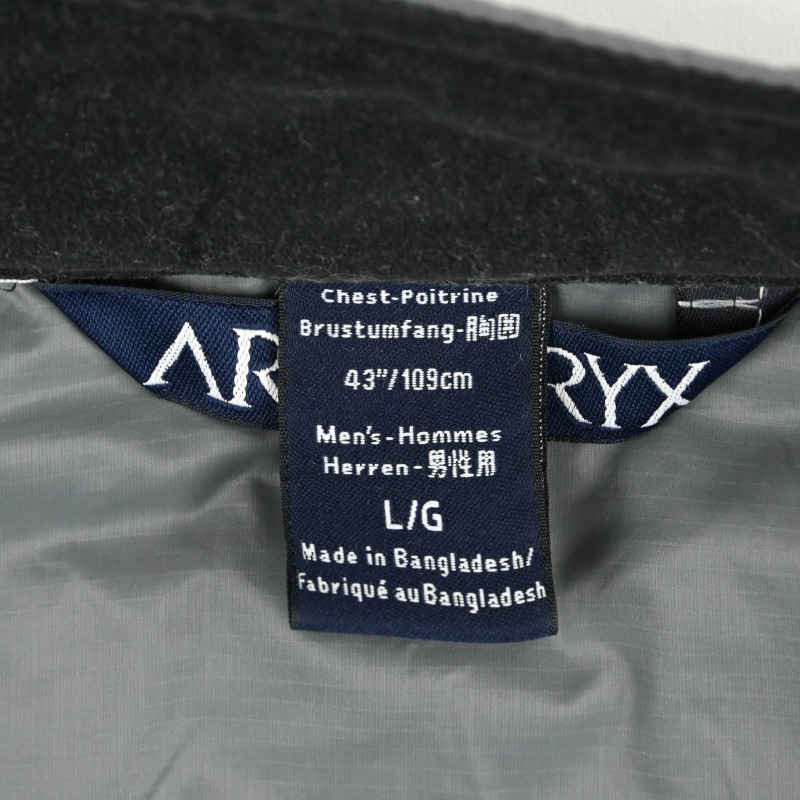 Chest-Poitrine
Brustumfang-胸囲
AR RYX
43"/109cm
Men's-Hommes
Herren-男性用
L/G
Made in Bangladesh/
Fabriqué au Bangladesh